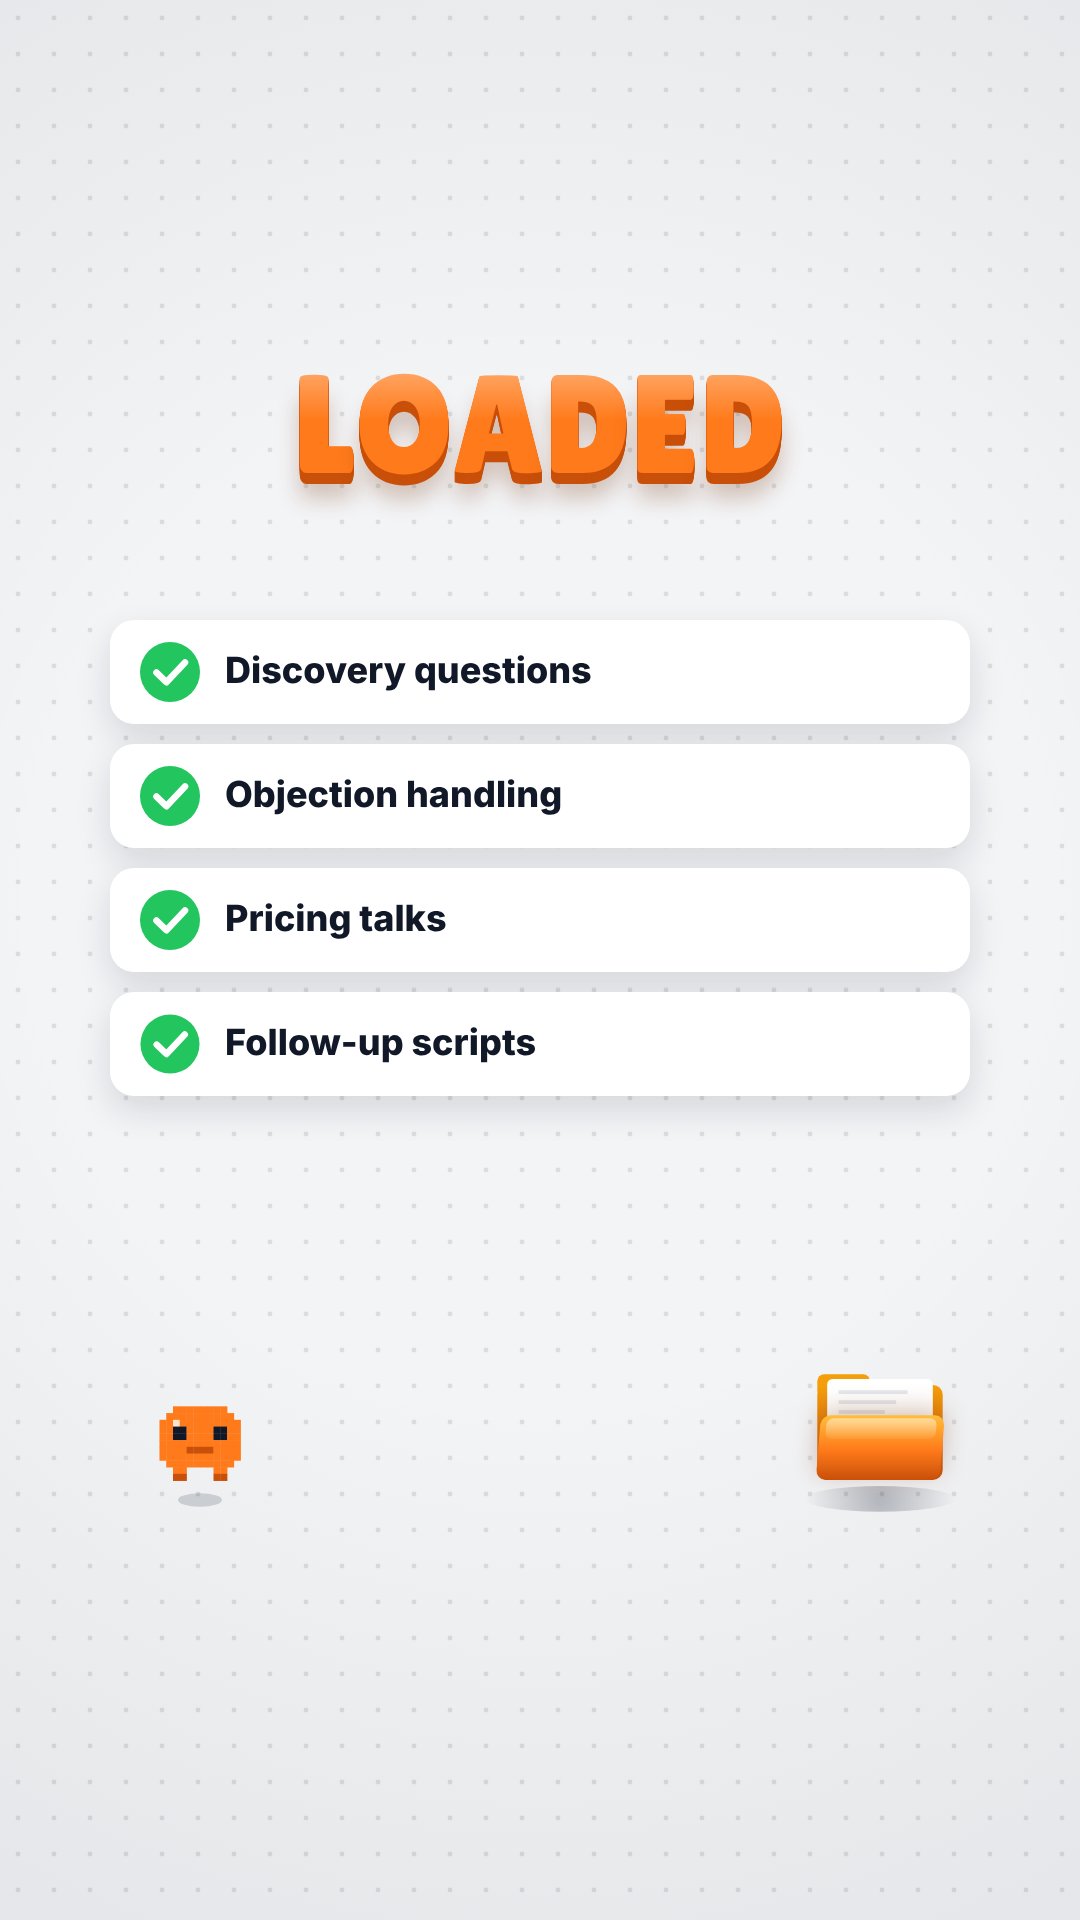 LOADED
Discovery questions
Objection handling
Pricing talks
Follow-up scripts